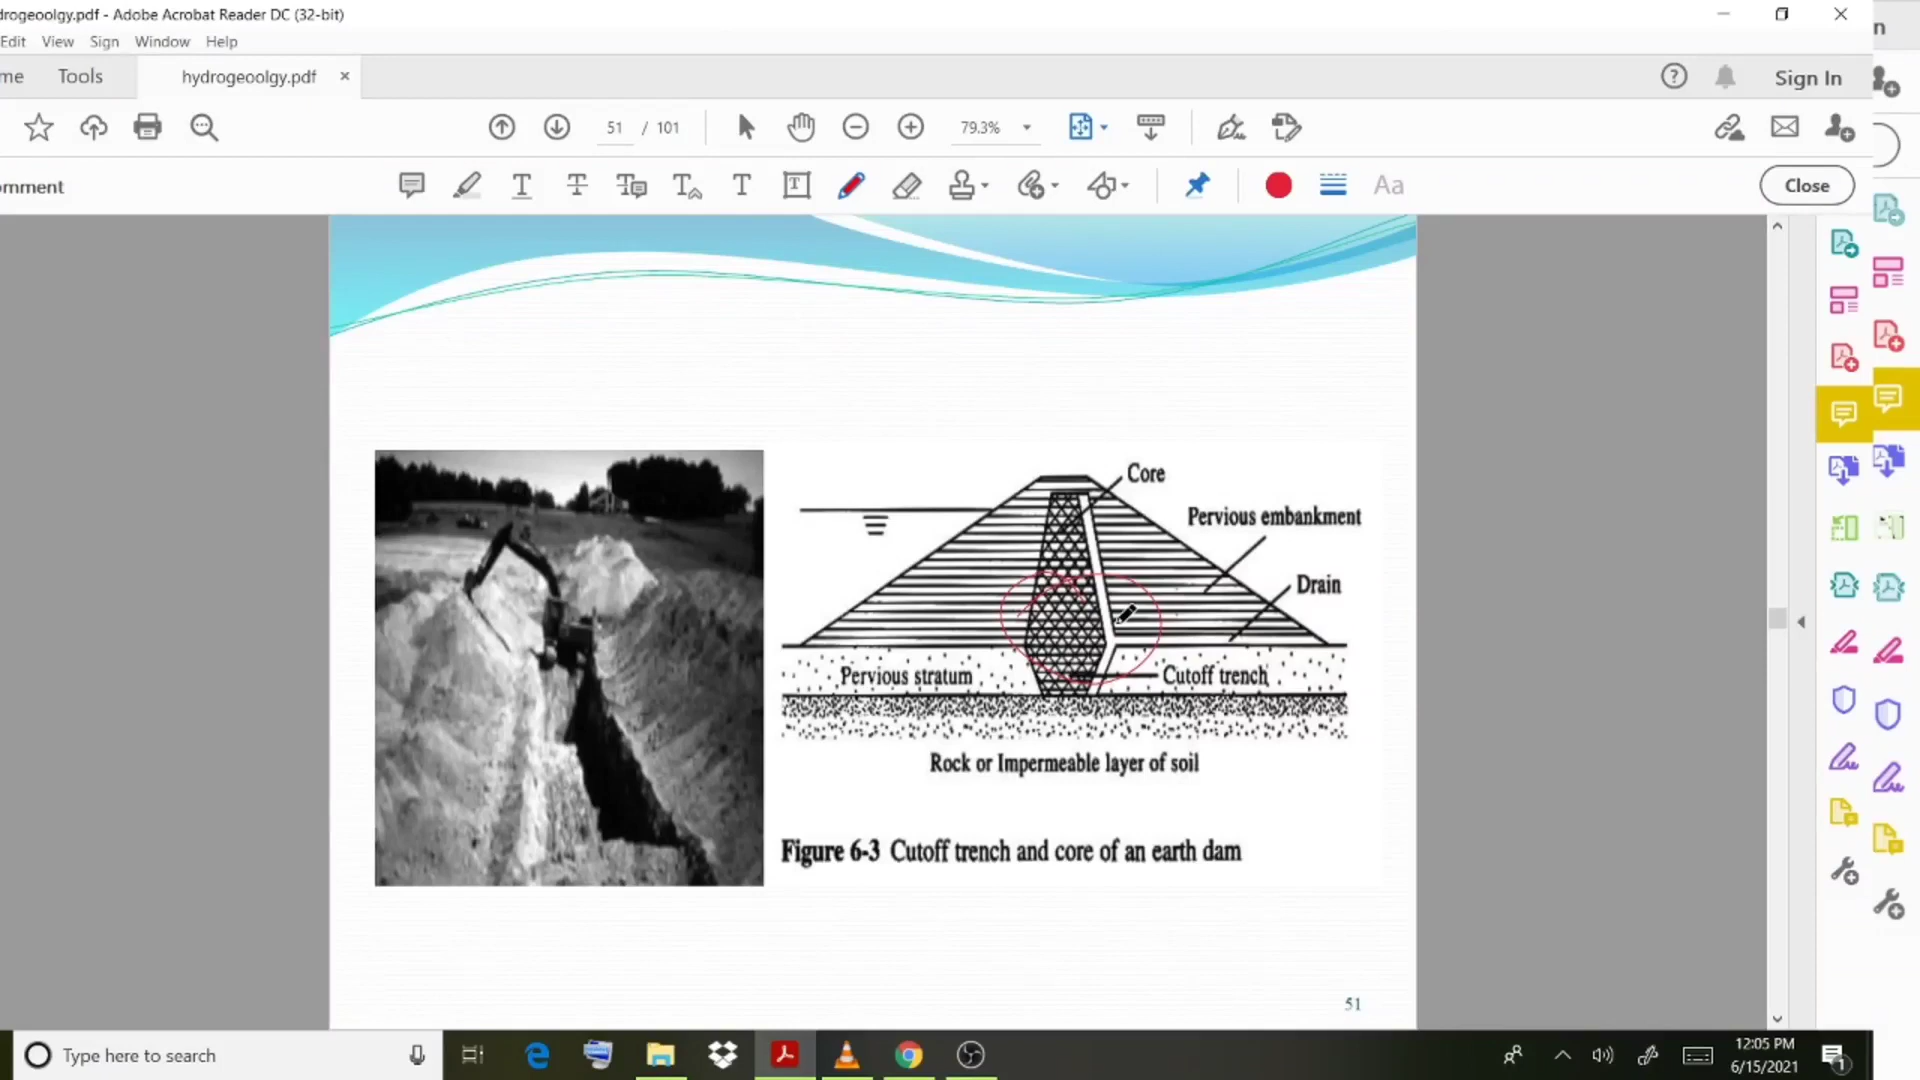 drogeoolgy.pdf - Adobe Acrobat Reader DC (32-bit)
Edit View Sign Window Help
me Tools hydrogeoolgy.pdf × Sign In
n
51 / 101 79.3%
omment Aa Close
Core
Pervious embankment
Drain
Pervious stratum Cutoff trench
Rock or Impermeable layer of soil
Figure 6-3 Cutoff trench and core of an earth dam
51
Type here to search
12:05 PM
6/15/2021
1